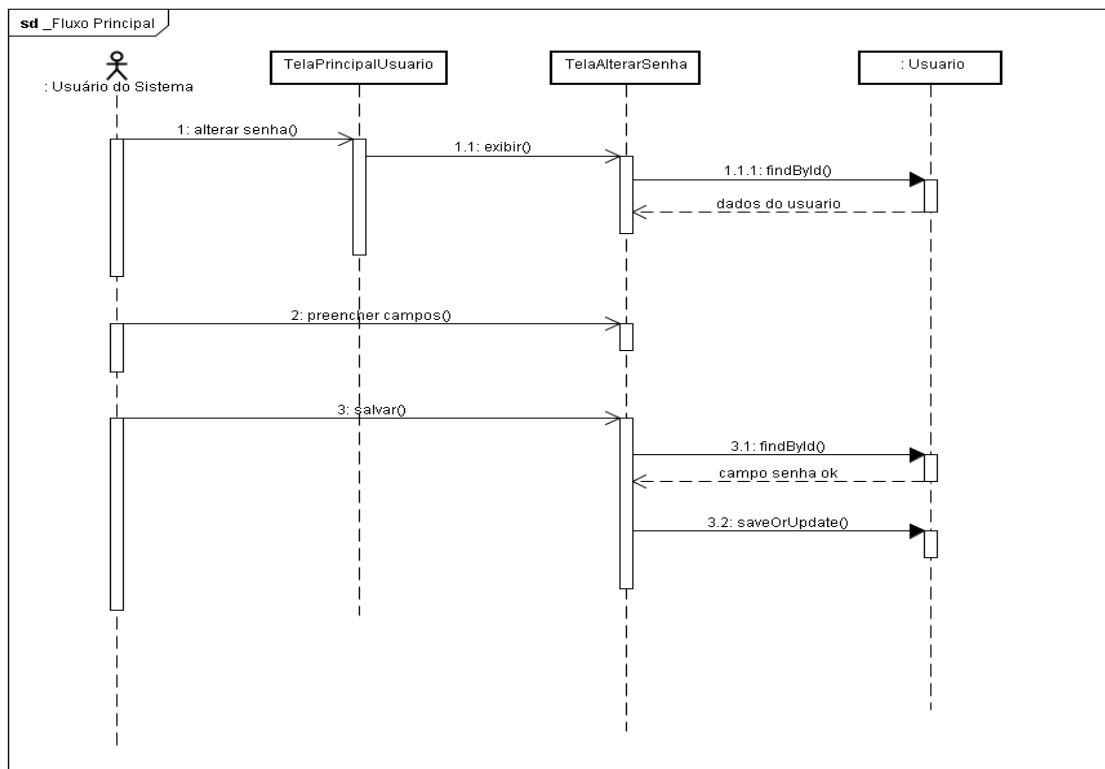 sd _Fluxo Principal
: Usuário do Sistema
TelaPrincipalUsuario
TelaAlterarSenha
: Usuario
1: alterar senha()
1.1: exibir()
1.1.1: findById()
dados do usuario
2: preencher campos()
3: salvar()
3.1: findById()
campo senha ok
3.2: saveOrUpdate()